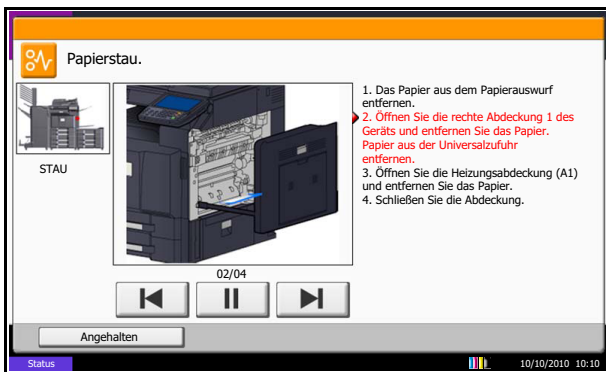 Papierstau.
STAU
1. Das Papier aus dem Papierauswurf
entfernen.
2. Öffnen Sie die rechte Abdeckung 1 des
Geräts und entfernen Sie das Papier.
Papier aus der Universalzufuhr
entfernen.
3. Öffnen Sie die Heizungsabdeckung (A1)
und entfernen Sie das Papier.
4. Schließen Sie die Abdeckung.
02/04
Angehalten
Status
10/10/2010 10:10